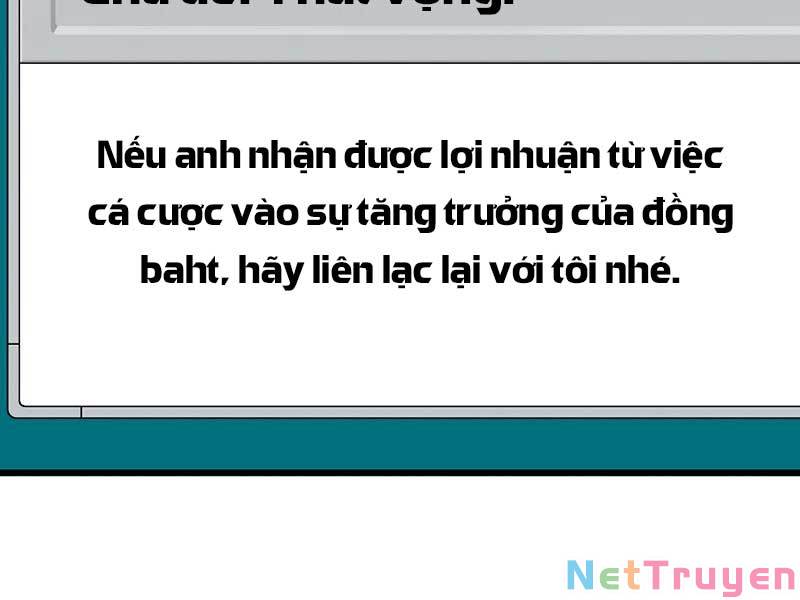 Nếu anh nhận được lợi nhuận từ việc
cá cược vào sự tăng trưởng của đồng
baht, hãy liên lạc lại với tôi nhé.
NetTruyen